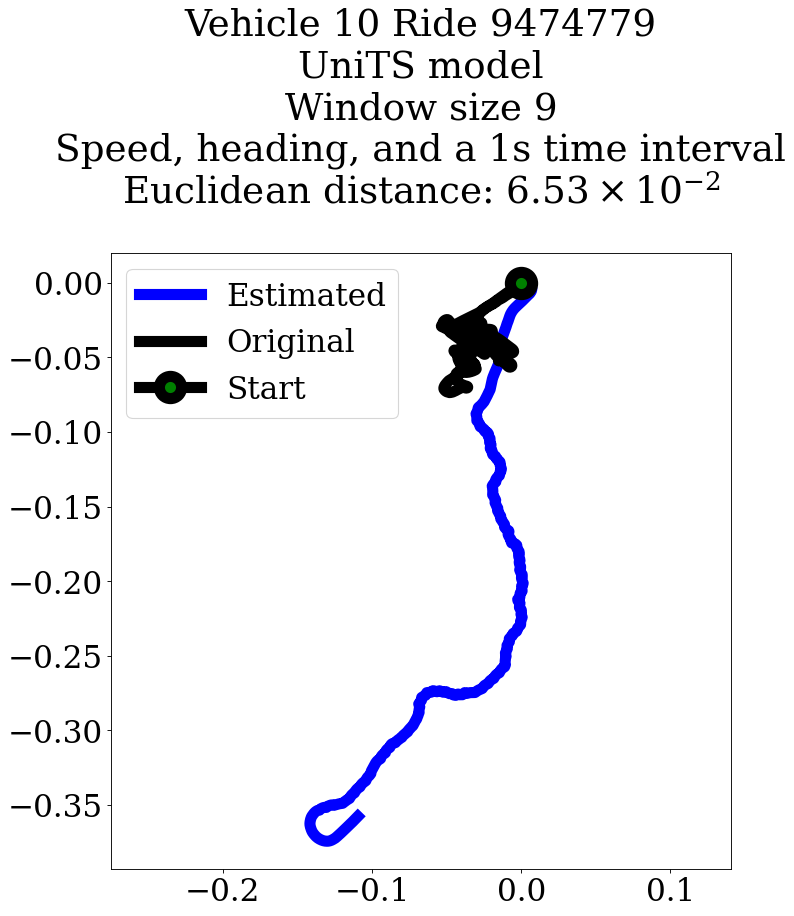 Vehicle 10 Ride 9474779
UniTS model
Window size 9
Speed, heading, and a 1s time interval
Euclidean distance: 6.53 × 10⁻²
Estimated
Original
Start
0.00
−0.05
−0.10
−0.15
−0.20
−0.25
−0.30
−0.35
−0.2 −0.1 0.0 0.1